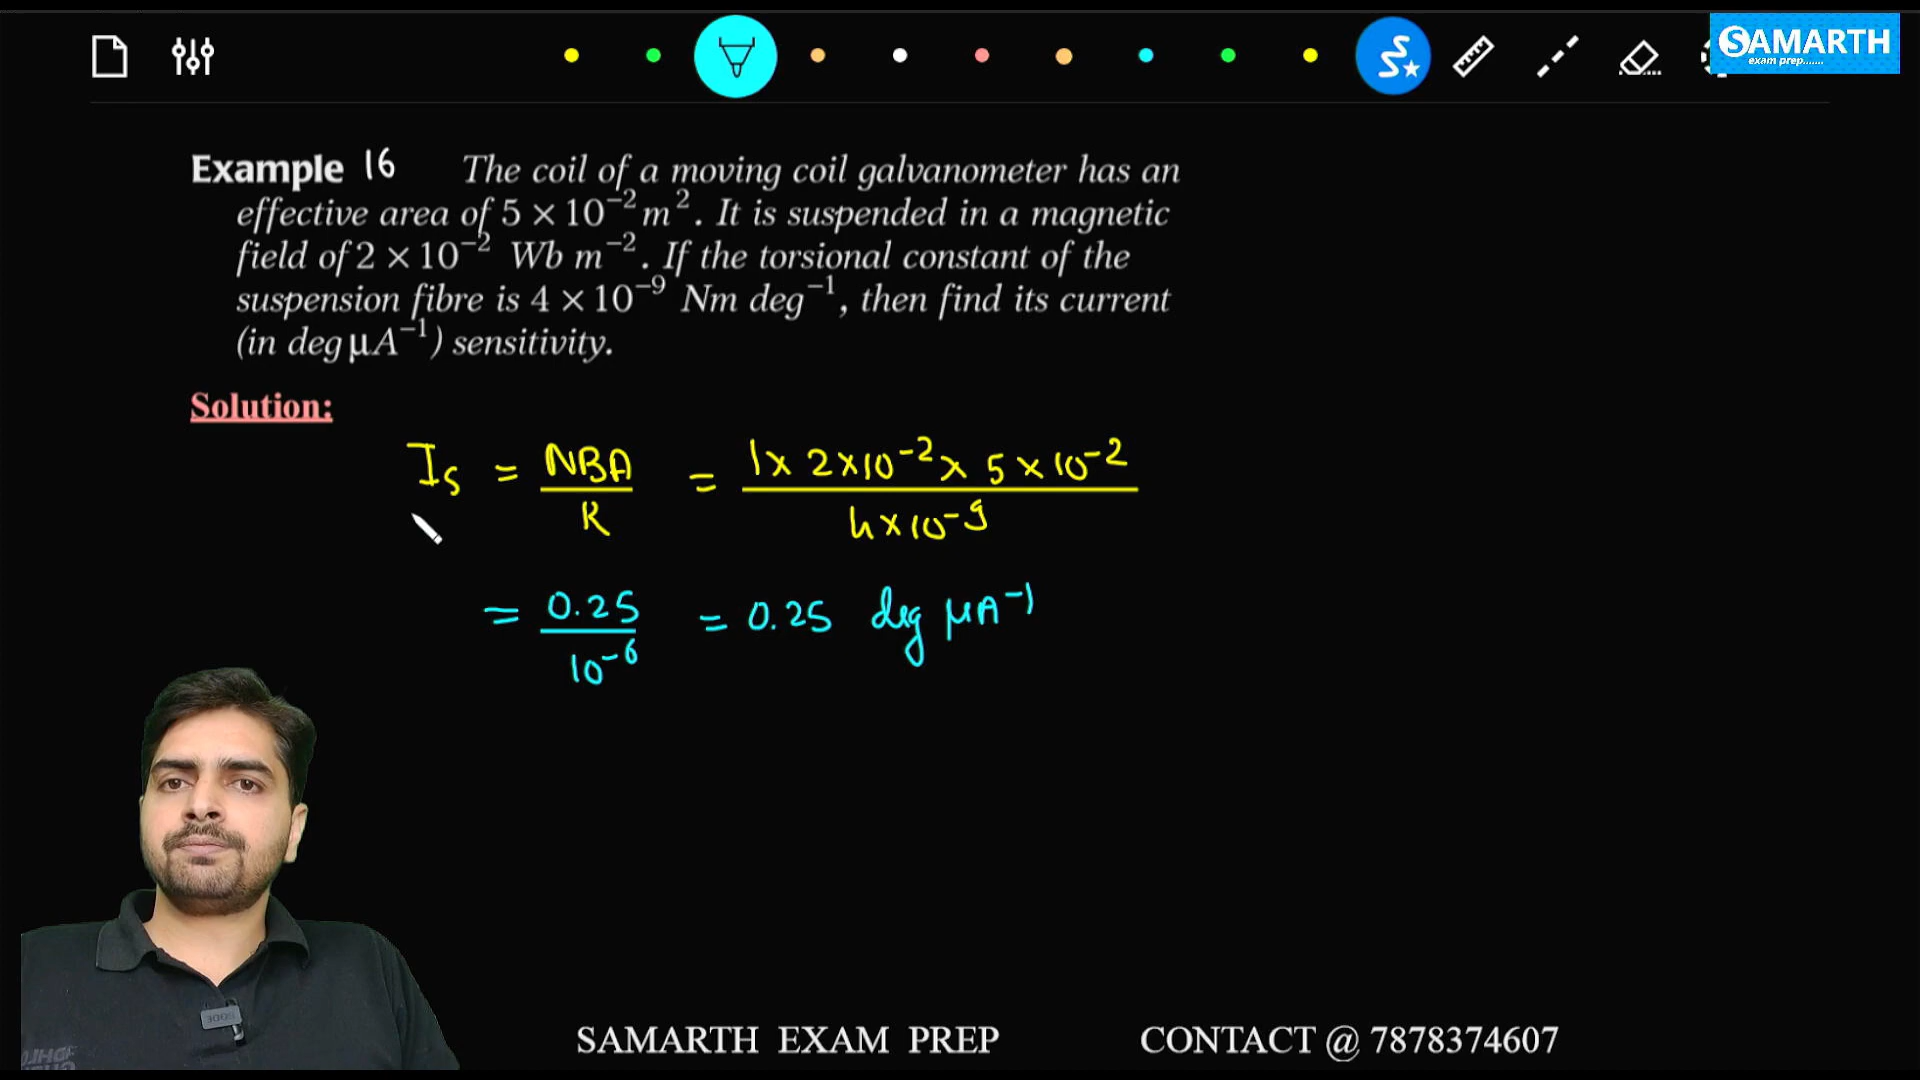 SAMARTH
exam prep......
Example 16 The coil of a moving coil galvanometer has an
effective area of 5 × 10⁻² m². It is suspended in a magnetic
field of 2 × 10⁻² Wb m⁻². If the torsional constant of the
suspension fibre is 4 × 10⁻⁹ Nm deg⁻¹, then find its current
(in deg µA⁻¹) sensitivity.
Solution:
I_S = NBA / K = 1 × 2 × 10⁻² × 5 × 10⁻² / 4 × 10⁻⁹
= 0.25 / 10⁻⁶ = 0.25 deg µA⁻¹
SAMARTH EXAM PREP CONTACT @ 7878374607